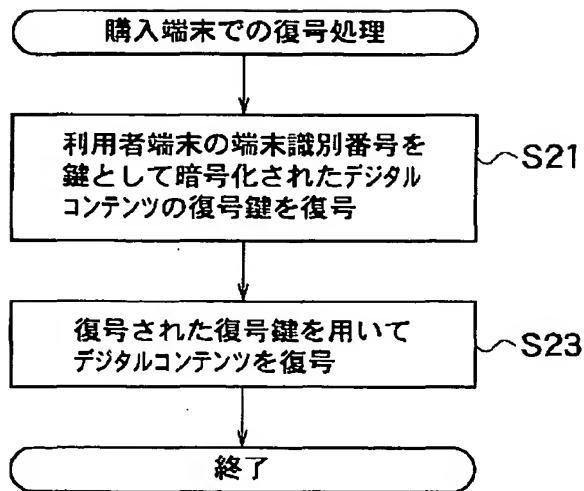 購入端末での復号処理
利用者端末の端末識別番号を
鍵として暗号化されたデジタル
コンテンツの復号鍵を復号
S21
復号された復号鍵を用いて
デジタルコンテンツを復号
S23
終了